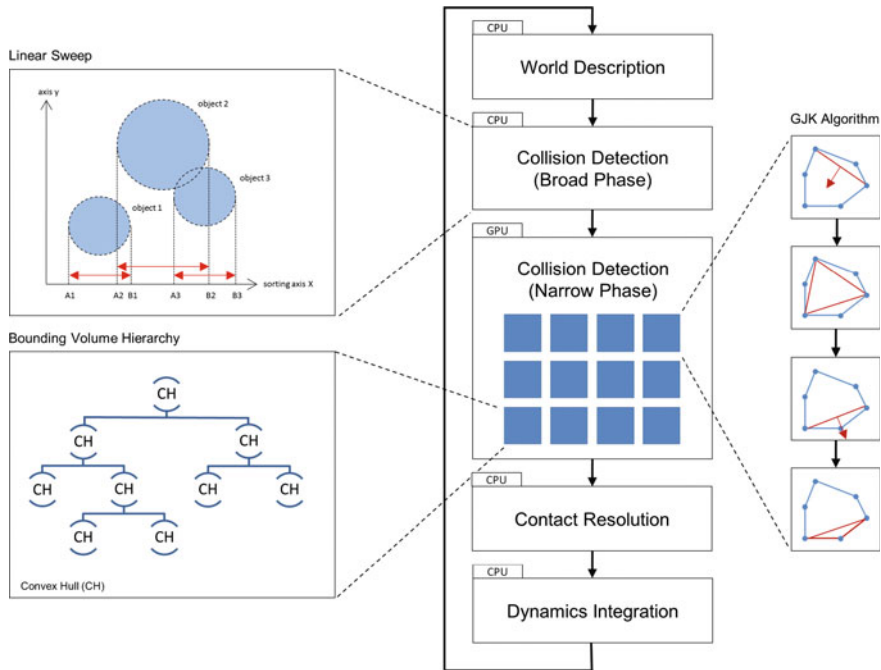 Linear Sweep
axis y
object 2
object 3
object 1
A1
A2
B1
A3
B2
B3
sorting axis X
Bounding Volume Hierarchy
CH
CH
CH
CH
CH
CH
CH
CH
CH
Convex Hull (CH)
CPU
World Description
CPU
Collision Detection
(Broad Phase)
GPU
Collision Detection
(Narrow Phase)
CPU
Contact Resolution
CPU
Dynamics Integration
GJK Algorithm